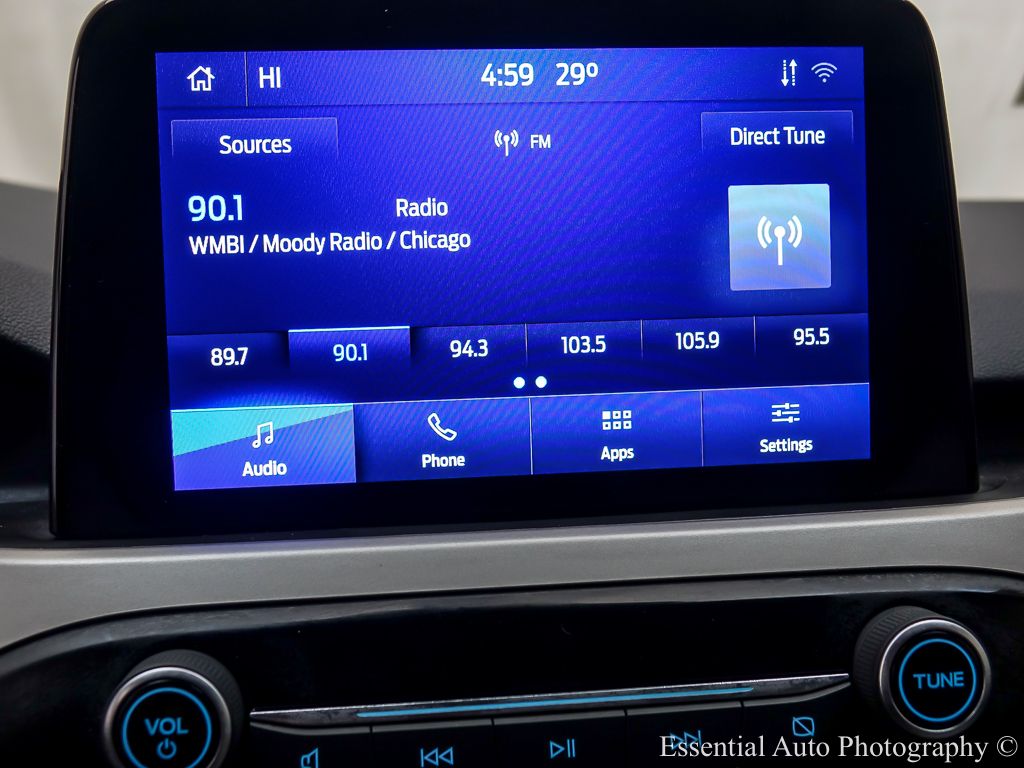 HI 4:59 29º
Sources FM Direct Tune
90.1 Radio
WMBI / Moody Radio / Chicago
89.7 90.1 94.3 103.5 105.9 95.5
Audio Phone Apps Settings
VOL TUNE
Essential Auto Photography ©